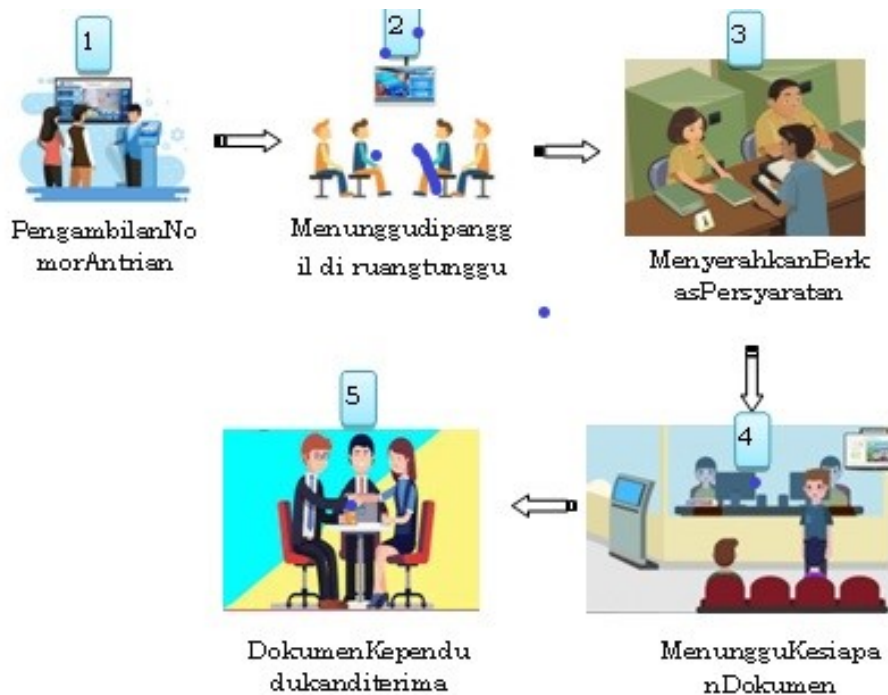 1
PengambilanNo
morAntrian
2
Menunggudipangg
il di ruangtunggu
3
MenyerahkanBerk
asPersyaratan
4
MenungguKesiapa
nDokumen
5
DokumenKependu
dukanditerima